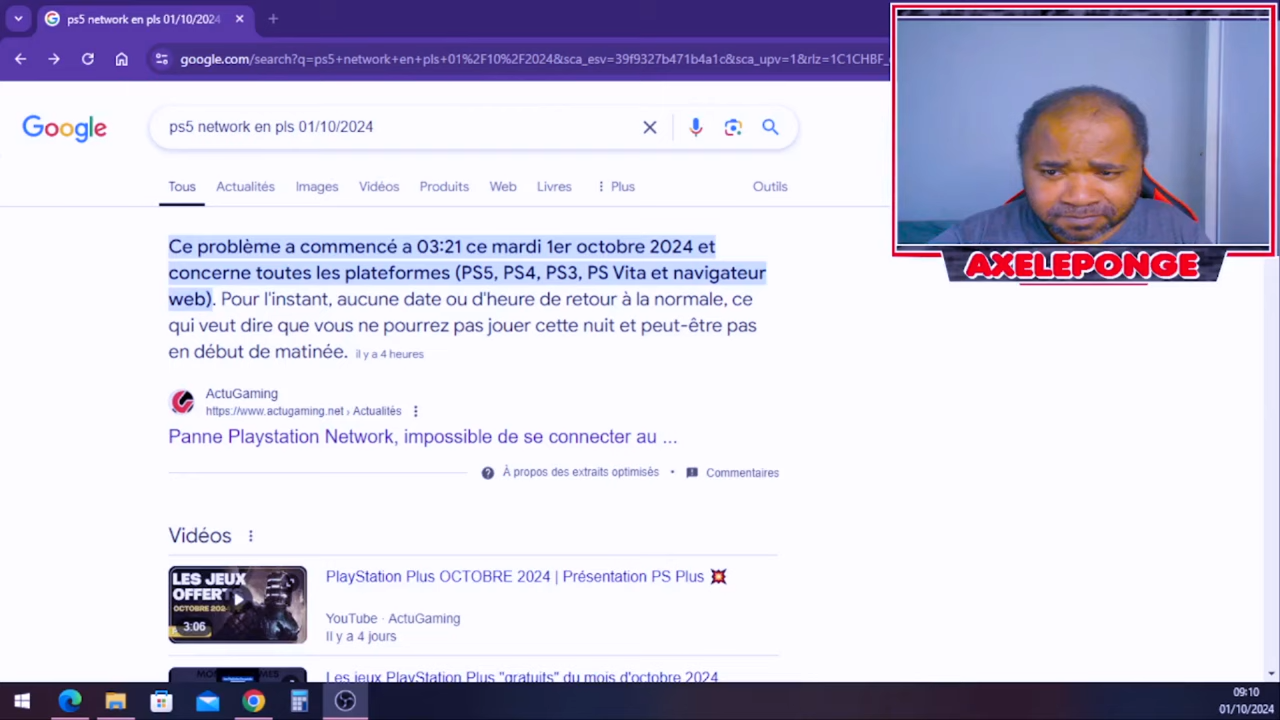 ps5 network en pls 01/10/2024
google.com/search?q=ps5+network+en+pls+01%2F10%2F2024&sca_esv=39f9327b471b4a1c&sca_upv=1&rlz=1C1CHBF_
Google
ps5 network en pls 01/10/2024
Tous Actualités Images Vidéos Produits Web Livres Plus Outils
Ce problème a commencé a 03:21 ce mardi 1er octobre 2024 et
concerne toutes les plateformes (PS5, PS4, PS3, PS Vita et navigateur
web). Pour l'instant, aucune date ou d'heure de retour à la normale, ce
qui veut dire que vous ne pourrez pas jouer cette nuit et peut-être pas
en début de matinée. il y a 4 heures
ActuGaming
https://www.actugaming.net › Actualités
Panne Playstation Network, impossible de se connecter au ...
À propos des extraits optimisés • Commentaires
Vidéos
LES JEUX
OFFERT
OCTOBRE 202
3:06
PlayStation Plus OCTOBRE 2024 | Présentation PS Plus 💥
YouTube · ActuGaming
Il y a 4 jours
Les jeux PlayStation Plus "gratuits" du mois d'octobre 2024
AXELEPONGE
09:10
01/10/2024